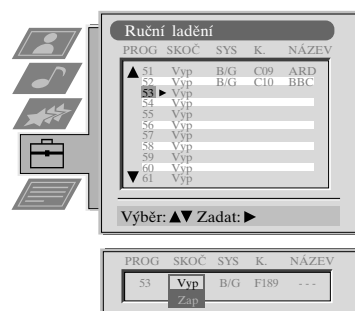 Ruční ladění
PROG SKOČ SYS K. NÁZEV
51 Vyp B/G C09 ARD
52 Vyp B/G C10 BBC
53 Vyp
54 Vyp
55 Vyp
56 Vyp
57 Vyp
58 Vyp
59 Vyp
60 Vyp
61 Vyp
Výběr: ▲▼ Zadat: ►
PROG SKOČ SYS K. NÁZEV
53 Vyp B/G F189 - - -
Zap